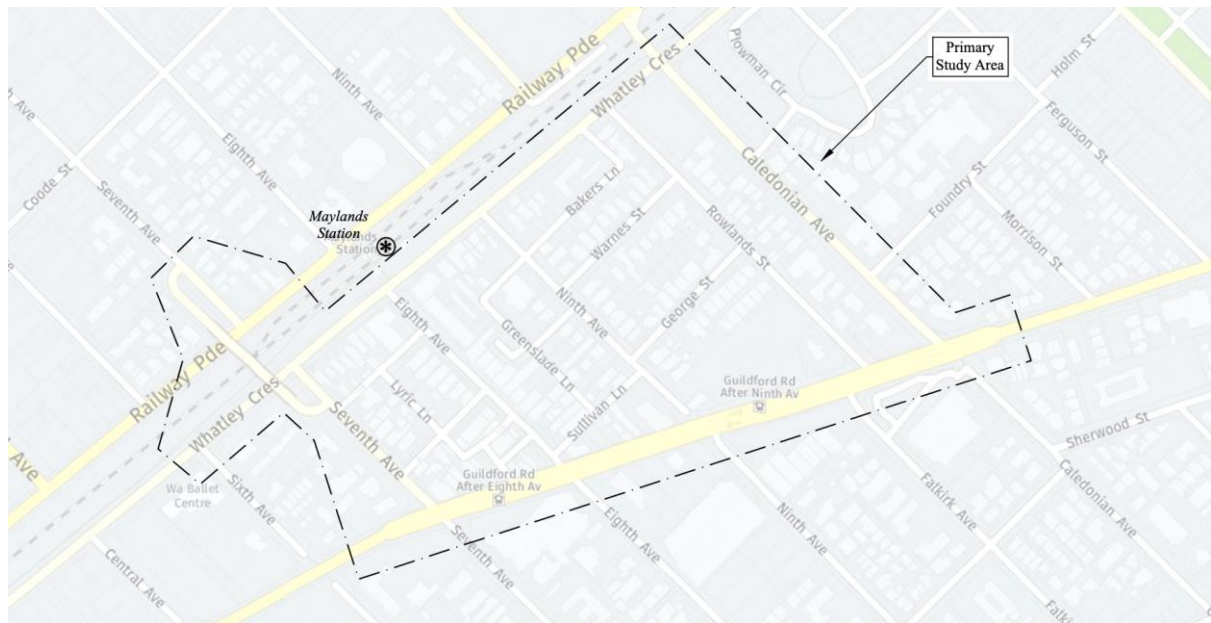 Primary
Study Area
Railway Pde
Whatley Cres
Plowman Cir
Holm St
Ferguson St
Ninth Ave
Eighth Ave
Coode St
Seventh Ave
Maylands
Station
Maylands
Station
Bakers Ln
Warnes St
Rowlands St
Caledonian Ave
Foundry St
Morrison St
George St
Ninth Ave
Greenslade Ln
Eighth Ave
Lyric Ln
Sullivan Ln
Railway Pde
Whatley Cres
Seventh Ave
Guildford Rd
After Ninth Av
Guildford Rd
After Eighth Av
Sherwood St
Caledonian Ave
Falkirk Ave
Ninth Ave
Eighth Ave
Seventh Ave
Wa Ballet
Centre
Sixth Ave
Central Ave
Ave
Ave
Falk